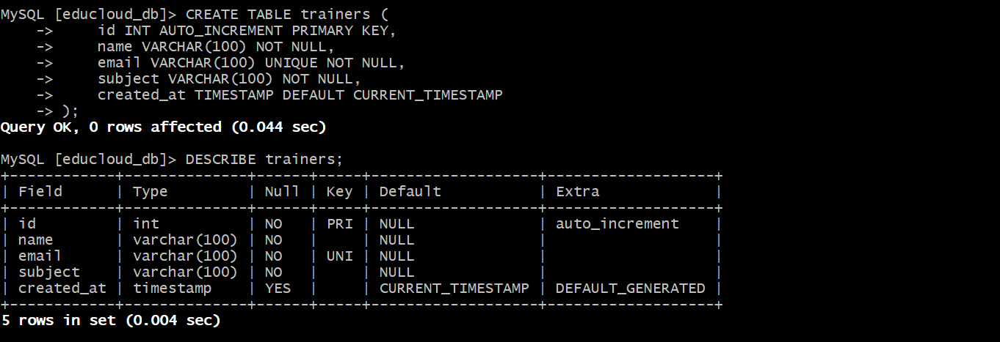 MySQL [educloud_db]> CREATE TABLE trainers (
    ->     id INT AUTO_INCREMENT PRIMARY KEY,
    ->     name VARCHAR(100) NOT NULL,
    ->     email VARCHAR(100) UNIQUE NOT NULL,
    ->     subject VARCHAR(100) NOT NULL,
    ->     created_at TIMESTAMP DEFAULT CURRENT_TIMESTAMP
    -> );
Query OK, 0 rows affected (0.044 sec)

MySQL [educloud_db]> DESCRIBE trainers;
+------------+--------------+------+-----+-------------------+-------------------+
| Field      | Type         | Null | Key | Default           | Extra             |
+------------+--------------+------+-----+-------------------+-------------------+
| id         | int          | NO   | PRI | NULL              | auto_increment    |
| name       | varchar(100) | NO   |     | NULL              |                   |
| email      | varchar(100) | NO   | UNI | NULL              |                   |
| subject    | varchar(100) | NO   |     | NULL              |                   |
| created_at | timestamp    | YES  |     | CURRENT_TIMESTAMP | DEFAULT_GENERATED |
+------------+--------------+------+-----+-------------------+-------------------+
5 rows in set (0.004 sec)